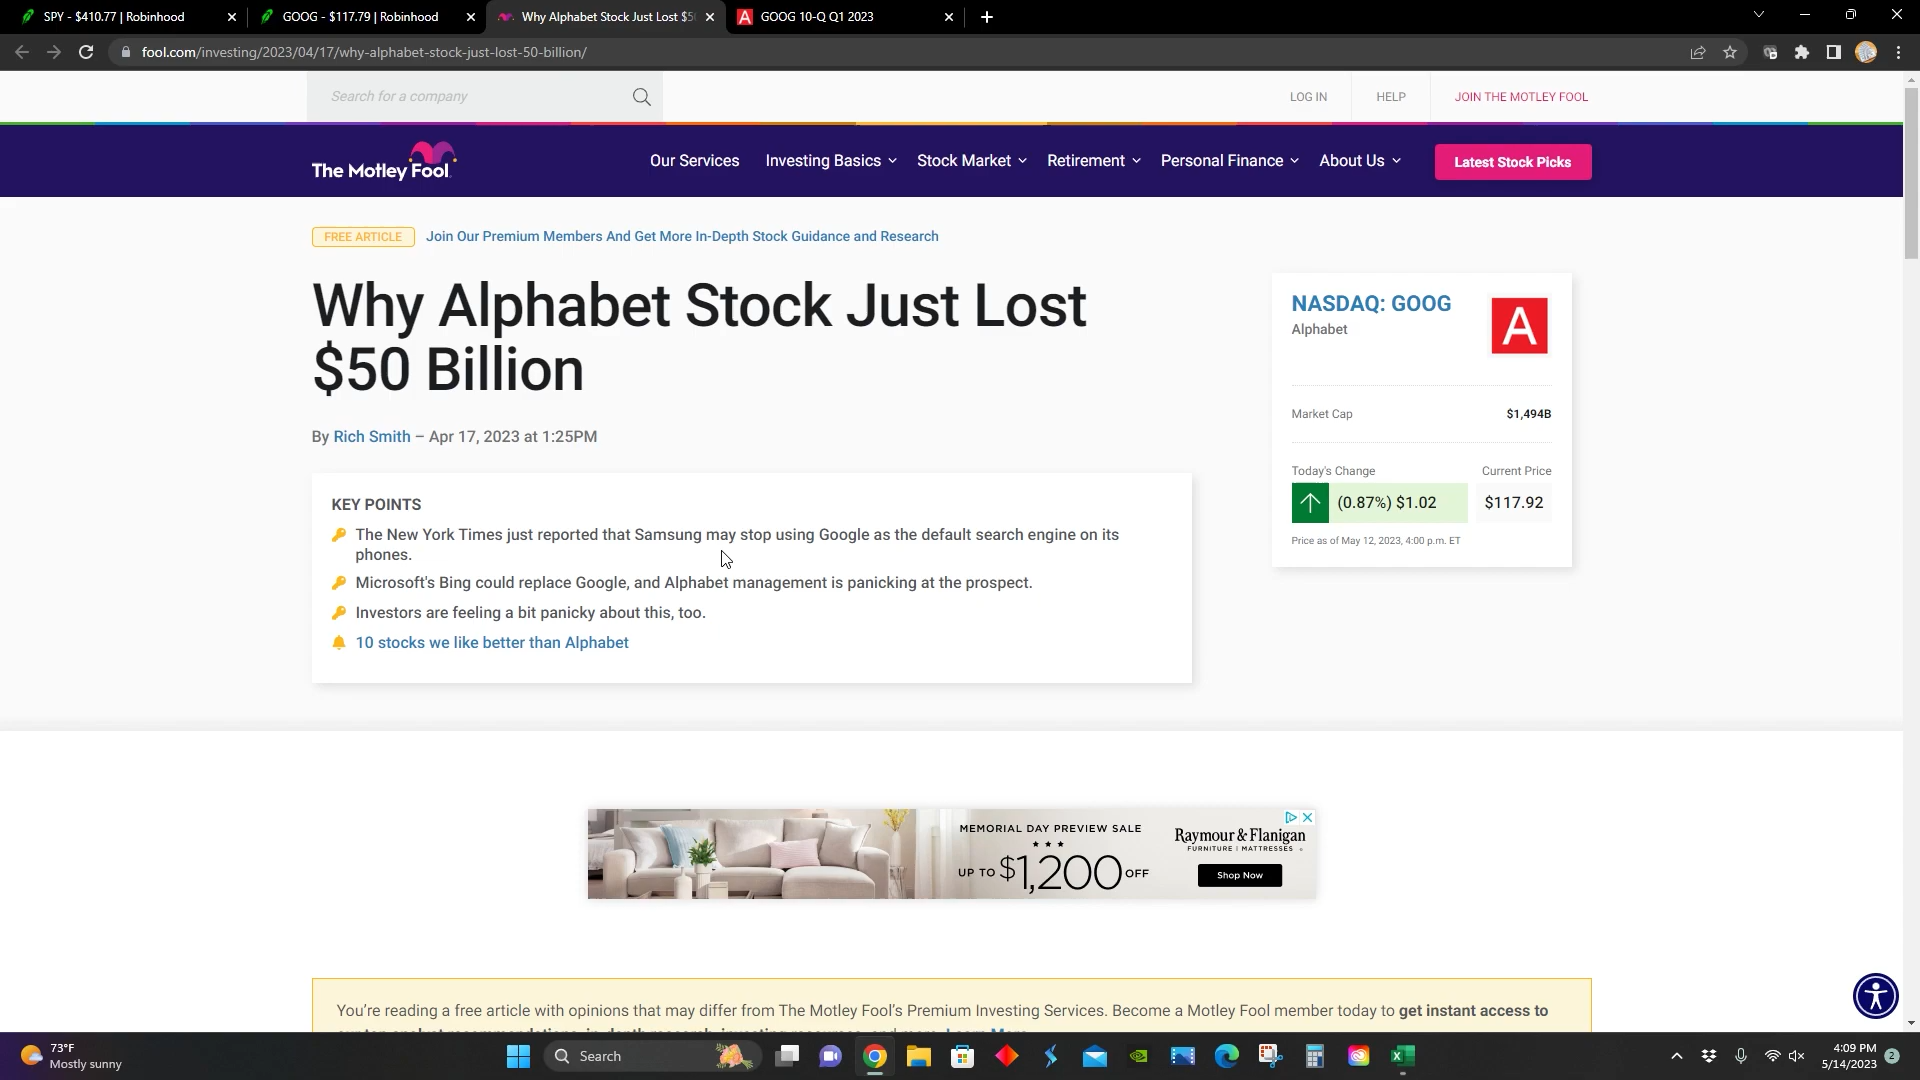 SPY - $410.77 | Robinhood
GOOG - $117.79 | Robinhood
Why Alphabet Stock Just Lost $5
GOOG 10-Q Q1 2023
fool.com/investing/2023/04/17/why-alphabet-stock-just-lost-50-billion/
Search for a company
LOG IN
HELP
JOIN THE MOTLEY FOOL
The Motley Fool
Our Services
Investing Basics
Stock Market
Retirement
Personal Finance
About Us
Latest Stock Picks
FREE ARTICLE
Join Our Premium Members And Get More In-Depth Stock Guidance and Research
Why Alphabet Stock Just Lost
$50 Billion
By Rich Smith – Apr 17, 2023 at 1:25PM
KEY POINTS
The New York Times just reported that Samsung may stop using Google as the default search engine on its
phones.
Microsoft's Bing could replace Google, and Alphabet management is panicking at the prospect.
Investors are feeling a bit panicky about this, too.
10 stocks we like better than Alphabet
NASDAQ: GOOG
Alphabet
A
Market Cap
$1,494B
Today's Change
Current Price
(0.87%) $1.02
$117.92
Price as of May 12, 2023, 4:00 p.m. ET
MEMORIAL DAY PREVIEW SALE
UP TO $1,200 OFF
Raymour & Flanigan
FURNITURE | MATTRESSES
Shop Now
You're reading a free article with opinions that may differ from The Motley Fool's Premium Investing Services. Become a Motley Fool member today to get instant access to
73°F
Mostly sunny
Search
4:09 PM
5/14/2023
2